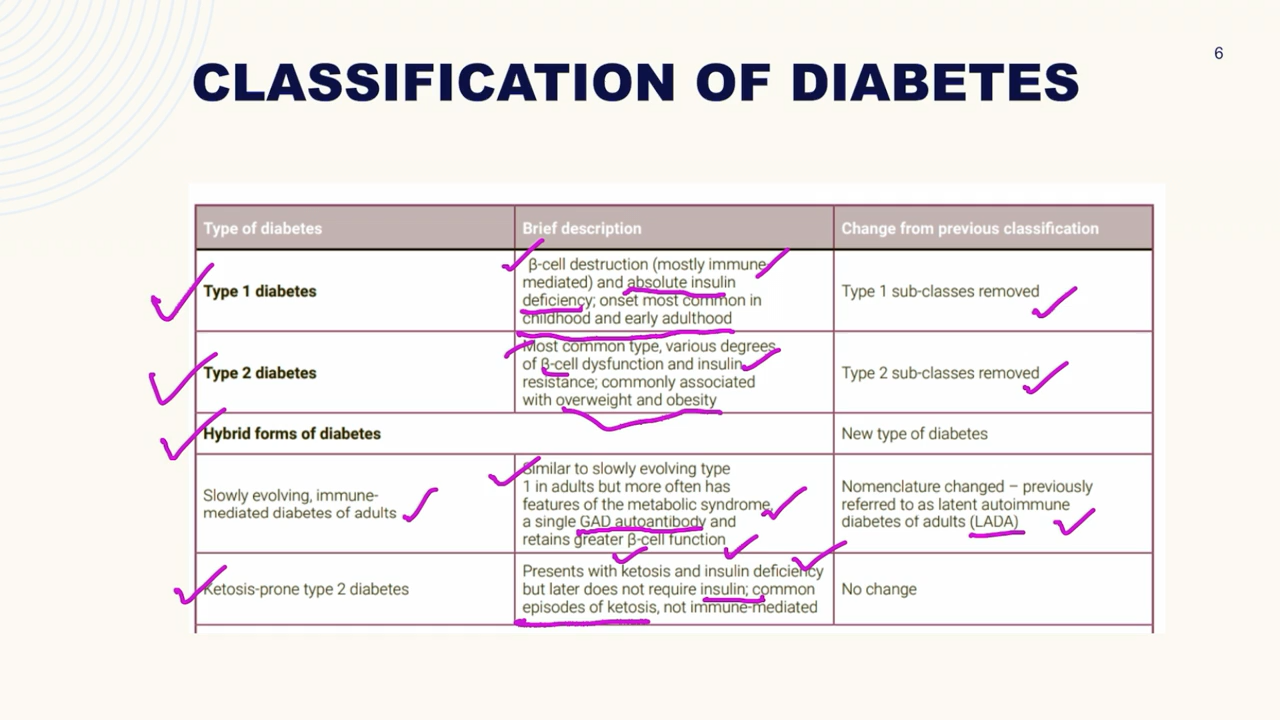 6
CLASSIFICATION OF DIABETES
Type of diabetes
Brief description
Change from previous classification
Type 1 diabetes
β-cell destruction (mostly immune-
mediated) and absolute insulin
deficiency; onset most common in
childhood and early adulthood
Type 1 sub-classes removed
Type 2 diabetes
Most common type, various degrees
of β-cell dysfunction and insulin
resistance; commonly associated
with overweight and obesity
Type 2 sub-classes removed
Hybrid forms of diabetes
New type of diabetes
Slowly evolving, immune-
mediated diabetes of adults
Similar to slowly evolving type
1 in adults but more often has
features of the metabolic syndrome,
a single GAD autoantibody and
retains greater β-cell function
Nomenclature changed – previously
referred to as latent autoimmune
diabetes of adults (LADA)
Ketosis-prone type 2 diabetes
Presents with ketosis and insulin deficiency
but later does not require insulin; common
episodes of ketosis, not immune-mediated
No change